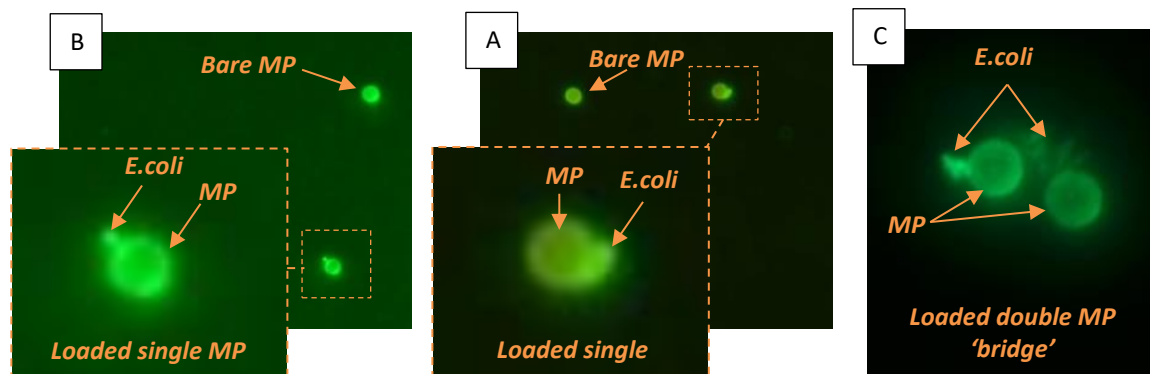 B
Bare MP
E.coli
MP
Loaded single MP
A
Bare MP
MP
E.coli
Loaded single
C
E.coli
MP
Loaded double MP
‘bridge’